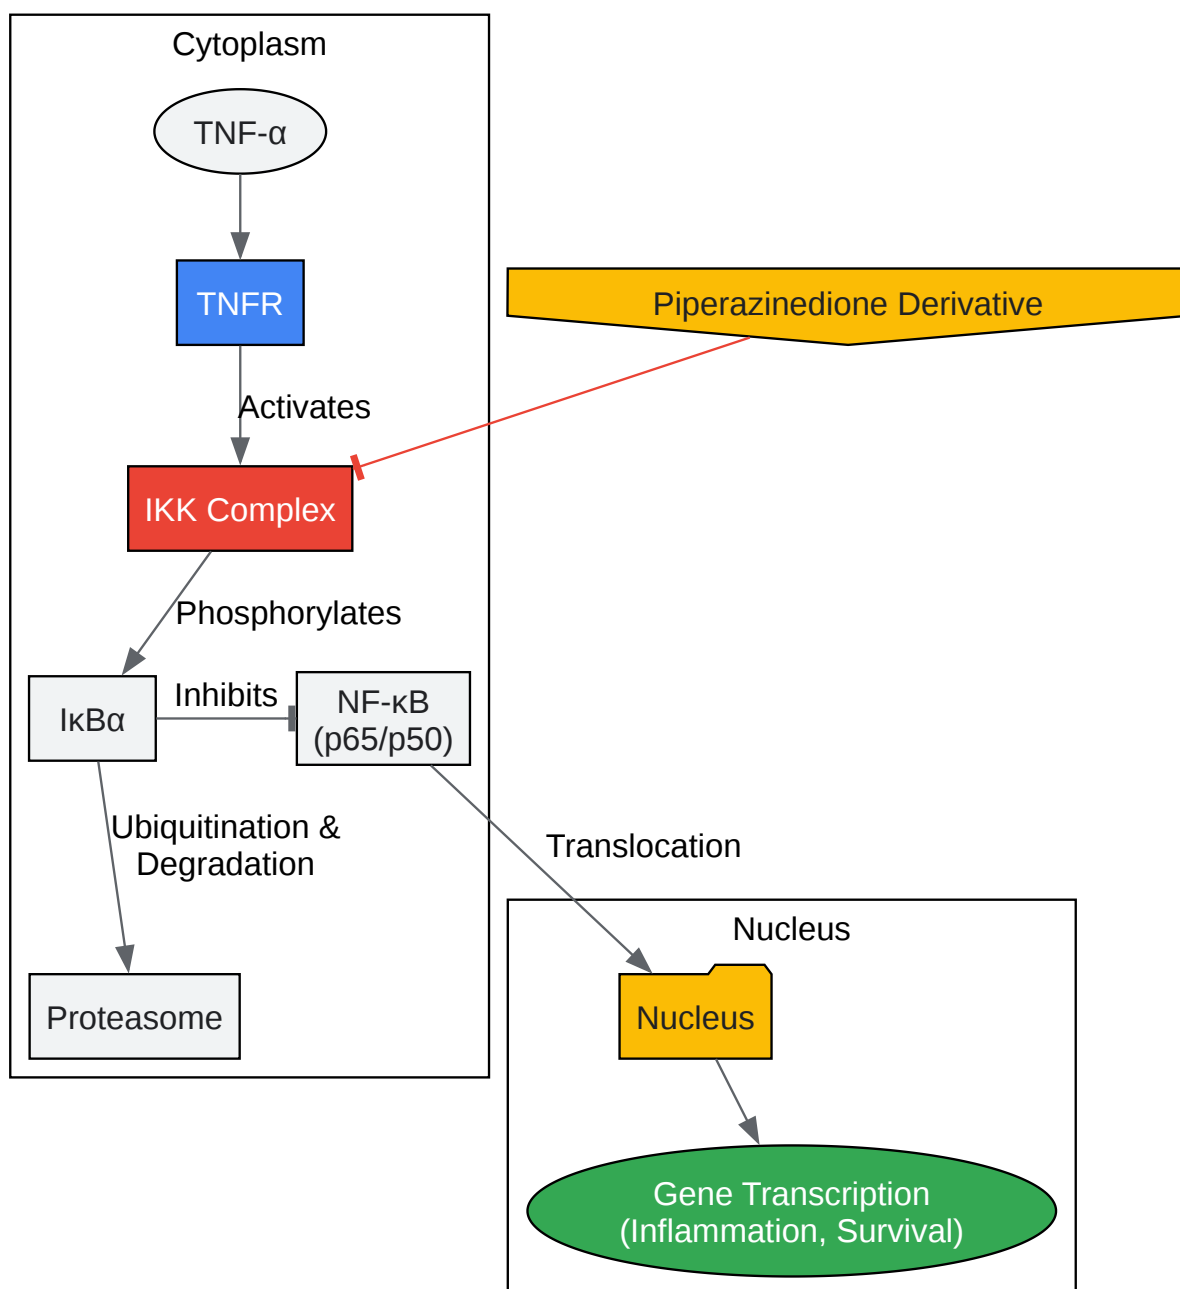 Cytoplasm
TNF-α
TNFR
Piperazinedione Derivative
Activates
IKK Complex
Phosphorylates
IκBα
Inhibits
NF-κB
(p65/p50)
Ubiquitination &
Degradation
Translocation
Proteasome
Nucleus
Nucleus
Gene Transcription
(Inflammation, Survival)